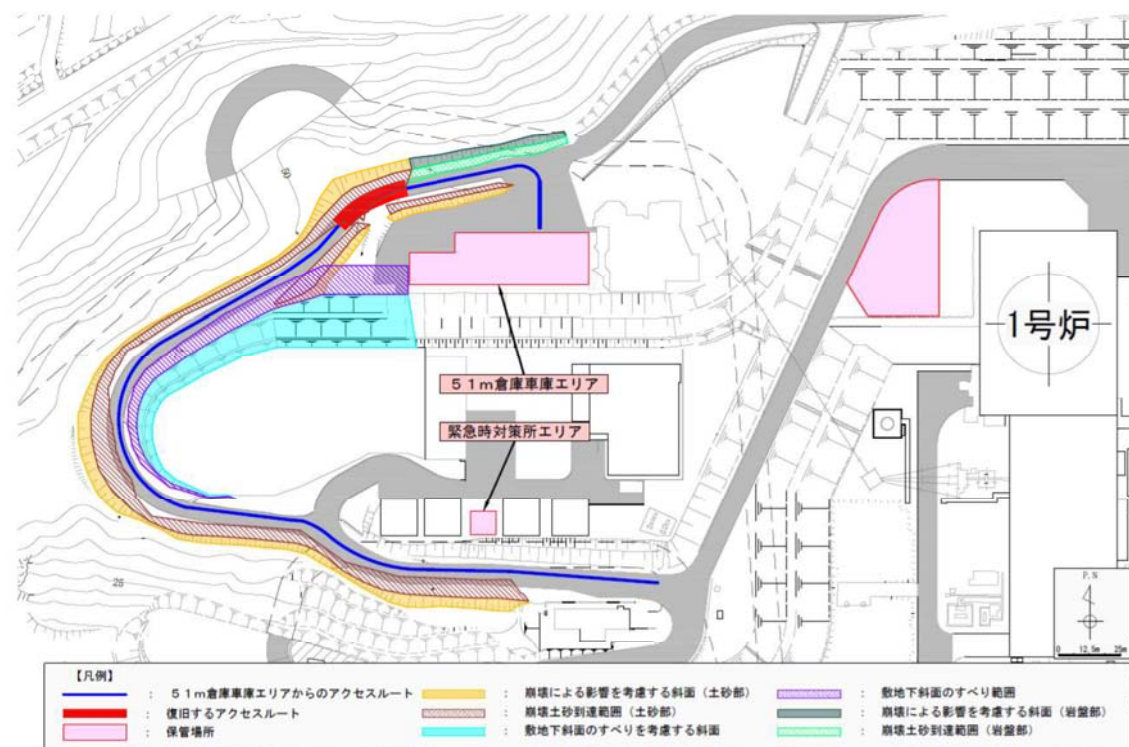 50
1号炉
５１ｍ倉庫車庫エリア
緊急時対策所エリア
25
P.N
0 12.5m 25m
【凡例】
： ５１ｍ倉庫車庫エリアからのアクセスルート
： 崩壊による影響を考慮する斜面（土砂部）
： 敷地下斜面のすべり範囲
： 復旧するアクセスルート
： 崩壊土砂到達範囲（土砂部）
： 崩壊による影響を考慮する斜面（岩盤部）
： 保管場所
： 敷地下斜面のすべりを考慮する斜面
： 崩壊土砂到達範囲（岩盤部）